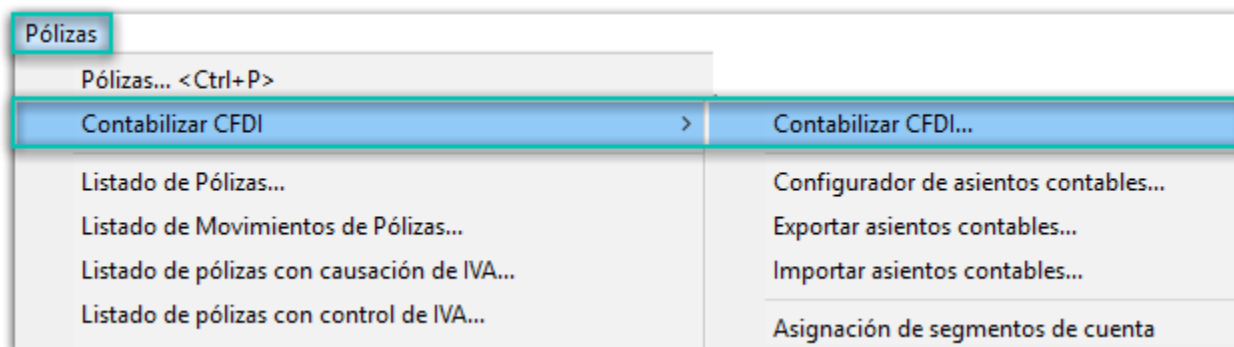 Pólizas
Pólizas... <Ctrl+P>
Contabilizar CFDI >
Contabilizar CFDI...
Listado de Pólizas...
Listado de Movimientos de Pólizas...
Listado de pólizas con causación de IVA...
Listado de pólizas con control de IVA...
Configurador de asientos contables...
Exportar asientos contables...
Importar asientos contables...
Asignación de segmentos de cuenta